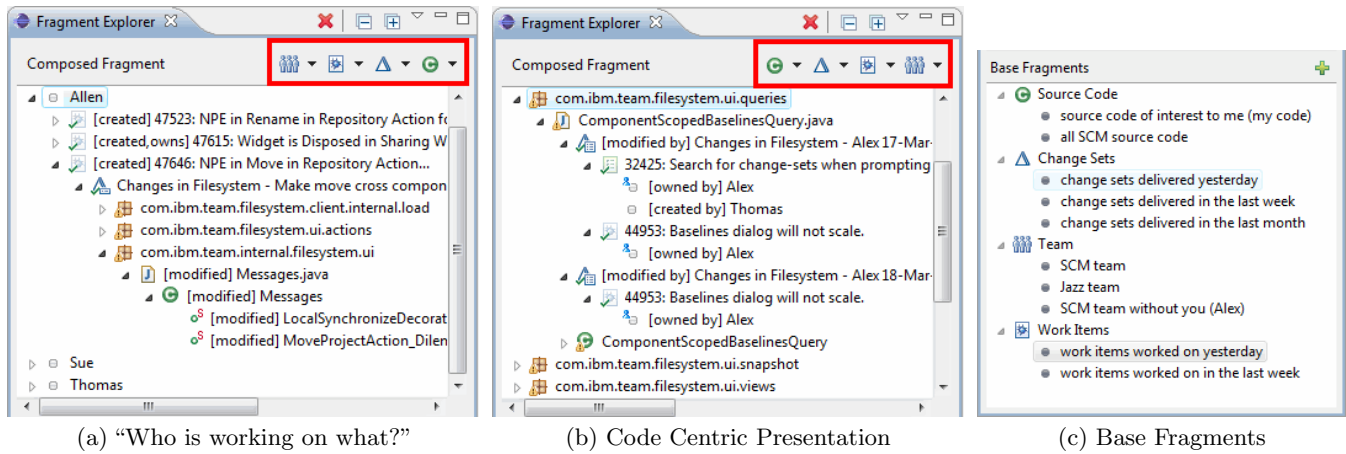 Fragment Explorer
Composed Fragment
Allen
[created] 47523: NPE in Rename in Repository Action fo
[created,owns] 47615: Widget is Disposed in Sharing W
[created] 47646: NPE in Move in Repository Action...
Changes in Filesystem - Make move cross compon
com.ibm.team.filesystem.client.internal.load
com.ibm.team.filesystem.ui.actions
com.ibm.team.internal.filesystem.ui
[modified] Messages.java
[modified] Messages
[modified] LocalSynchronizeDecorat
[modified] MoveProjectAction_Dilen
Sue
Thomas
(a) “Who is working on what?”
Fragment Explorer
Composed Fragment
com.ibm.team.filesystem.ui.queries
ComponentScopedBaselinesQuery.java
[modified by] Changes in Filesystem - Alex 17-Mar-
32425: Search for change-sets when prompting
[owned by] Alex
[created by] Thomas
44953: Baselines dialog will not scale.
[owned by] Alex
[modified by] Changes in Filesystem - Alex 18-Mar-
44953: Baselines dialog will not scale.
[owned by] Alex
ComponentScopedBaselinesQuery
com.ibm.team.filesystem.ui.snapshot
com.ibm.team.filesystem.ui.views
(b) Code Centric Presentation
Base Fragments
Source Code
source code of interest to me (my code)
all SCM source code
Change Sets
change sets delivered yesterday
change sets delivered in the last week
change sets delivered in the last month
Team
SCM team
Jazz team
SCM team without you (Alex)
Work Items
work items worked on yesterday
work items worked on in the last week
(c) Base Fragments